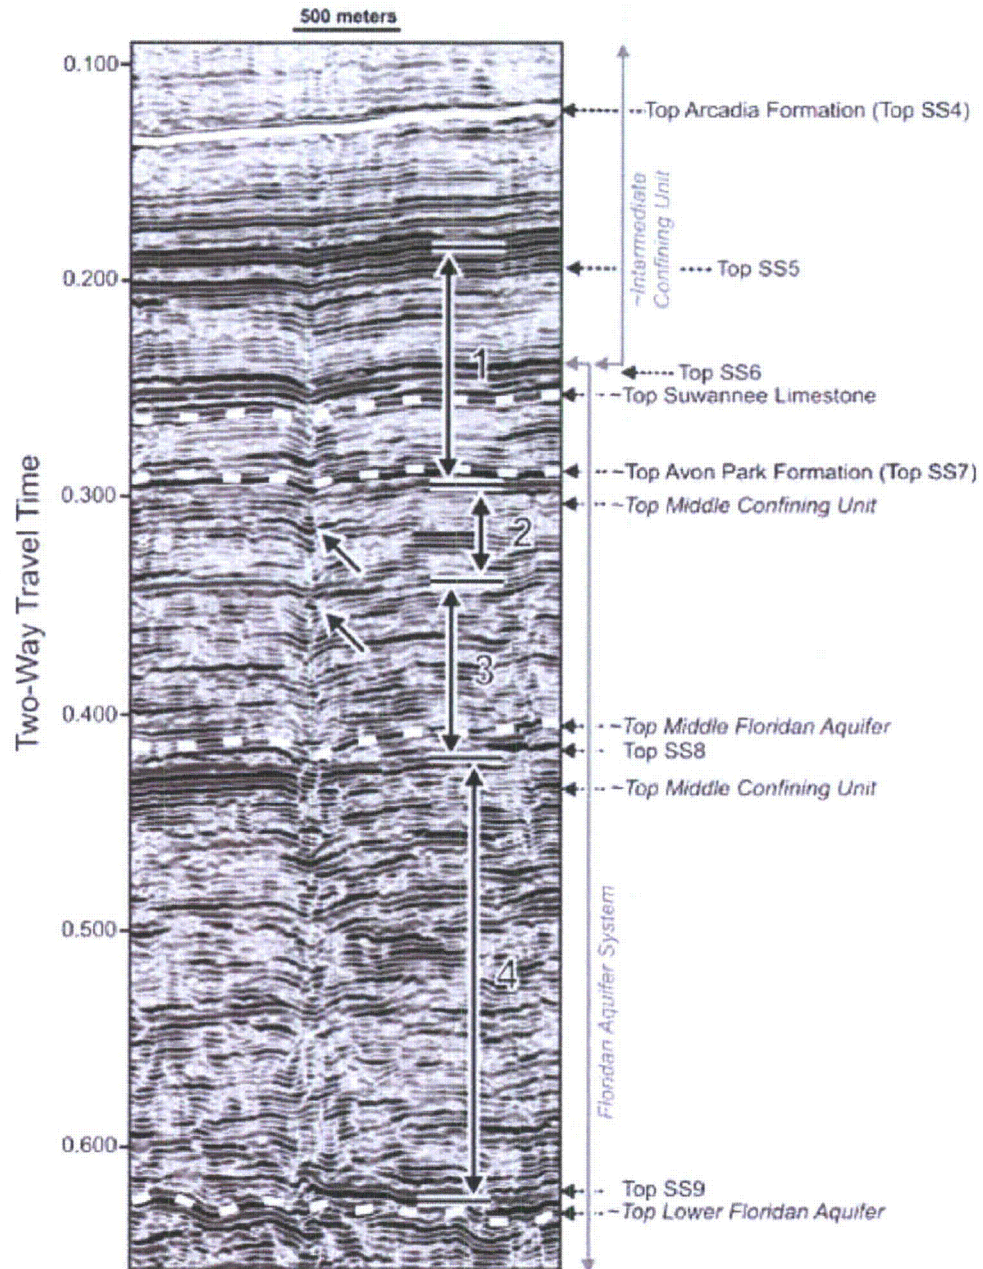 500 meters
0.100
Top Arcadia Formation (Top SS4)
~Intermediate
Confining Unit
Top SS5
0.200
1
Top SS6
~Top Suwannee Limestone
Two-Way Travel Time
~Top Avon Park Formation (Top SS7)
0.300
~Top Middle Confining Unit
2
3
0.400
~Top Middle Floridan Aquifer
Top SS8
~Top Middle Confining Unit
0.500
4
Floridan Aquifer System
0.600
Top SS9
~Top Lower Floridan Aquifer